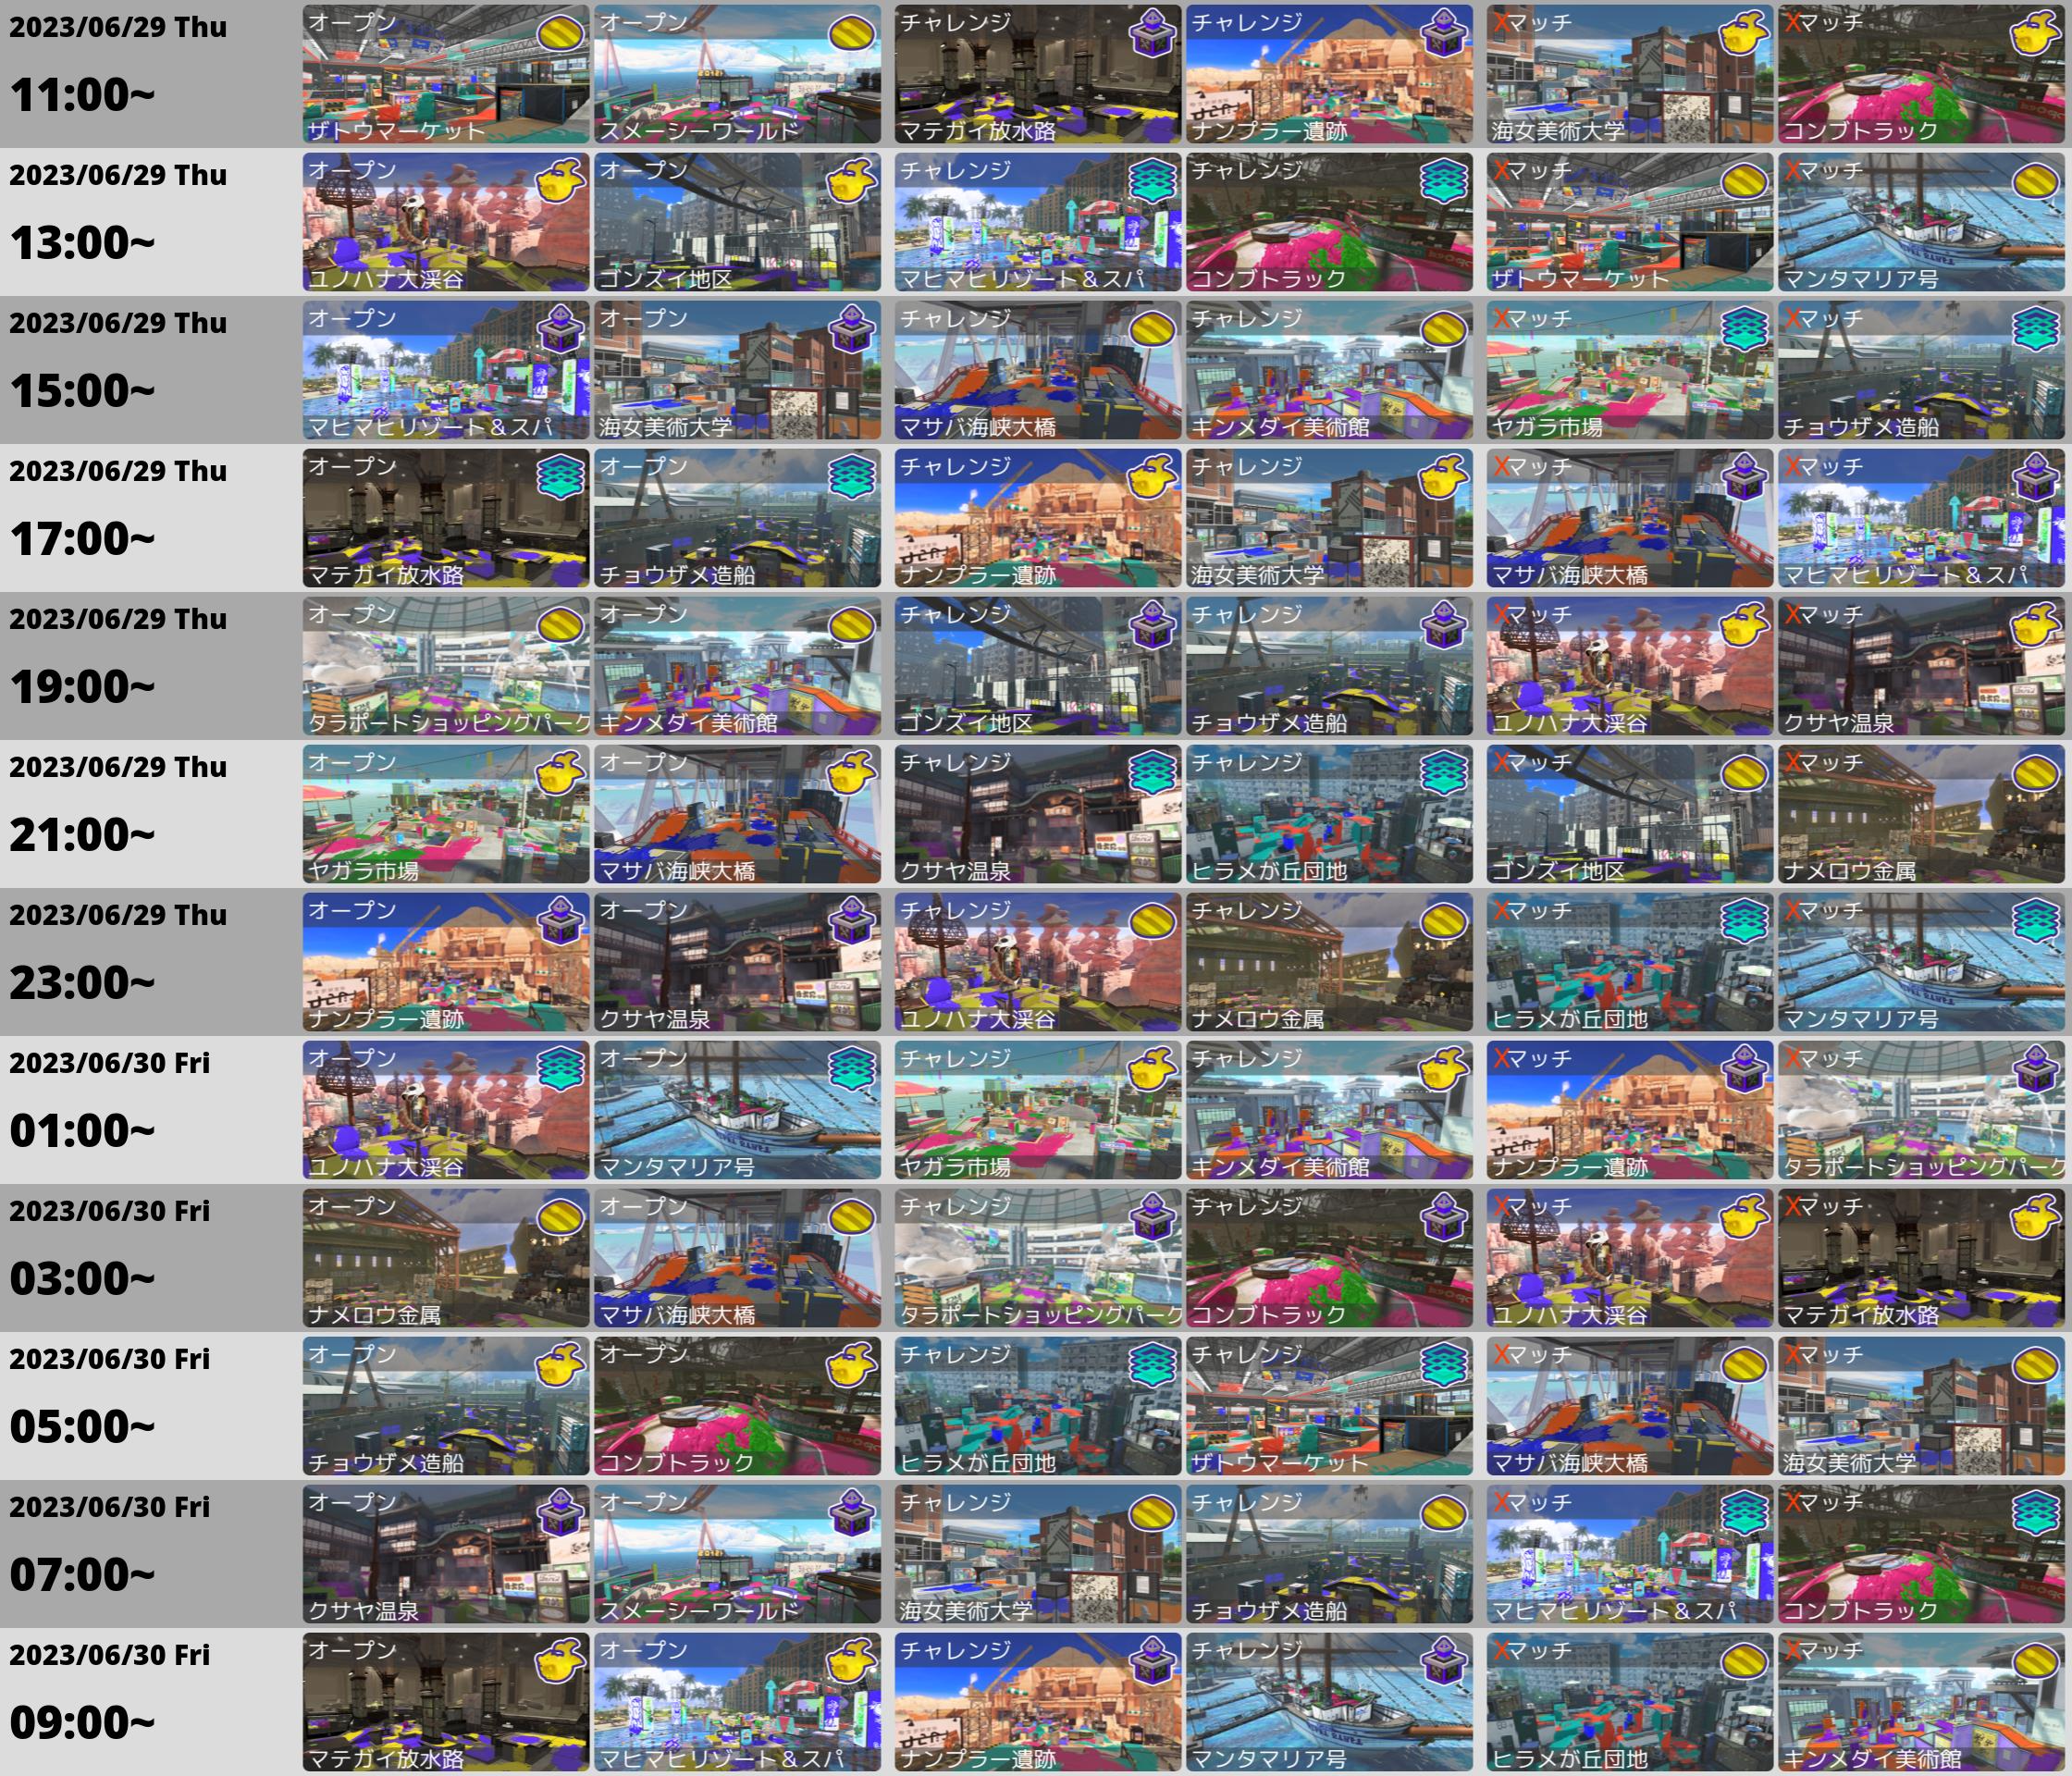 2023/06/29 Thu
11:00~
オープン オープン チャレンジ チャレンジ Xマッチ Xマッチ
ザトウマーケット スメーシーワールド マテガイ放水路 ナンプラー遺跡 海女美術大学 コンブトラック
2023/06/29 Thu
13:00~
オープン オープン チャレンジ チャレンジ Xマッチ Xマッチ
ユノハナ大渓谷 ゴンズイ地区 マヒマヒリゾート＆スパ コンブトラック ザトウマーケット マンタマリア号
2023/06/29 Thu
15:00~
オープン オープン チャレンジ チャレンジ Xマッチ Xマッチ
マヒマヒリゾート＆スパ 海女美術大学 マサバ海峡大橋 キンメダイ美術館 ヤガラ市場 チョウザメ造船
2023/06/29 Thu
17:00~
オープン オープン チャレンジ チャレンジ Xマッチ Xマッチ
マテガイ放水路 チョウザメ造船 ナンプラー遺跡 海女美術大学 マサバ海峡大橋 マヒマヒリゾート＆スパ
2023/06/29 Thu
19:00~
オープン オープン チャレンジ チャレンジ Xマッチ Xマッチ
タラポートショッピングパーク キンメダイ美術館 ゴンズイ地区 チョウザメ造船 ユノハナ大渓谷 クサヤ温泉
2023/06/29 Thu
21:00~
オープン オープン チャレンジ チャレンジ Xマッチ Xマッチ
ヤガラ市場 マサバ海峡大橋 クサヤ温泉 ヒラメが丘団地 ゴンズイ地区 ナメロウ金属
2023/06/29 Thu
23:00~
オープン オープン チャレンジ チャレンジ Xマッチ Xマッチ
ナンプラー遺跡 クサヤ温泉 ユノハナ大渓谷 ナメロウ金属 ヒラメが丘団地 マンタマリア号
2023/06/30 Fri
01:00~
オープン オープン チャレンジ チャレンジ Xマッチ Xマッチ
ユノハナ大渓谷 マンタマリア号 ヤガラ市場 キンメダイ美術館 ナンプラー遺跡 タラポートショッピングパーク
2023/06/30 Fri
03:00~
オープン オープン チャレンジ チャレンジ Xマッチ Xマッチ
ナメロウ金属 マサバ海峡大橋 タラポートショッピングパーク コンブトラック ユノハナ大渓谷 マテガイ放水路
2023/06/30 Fri
05:00~
オープン オープン チャレンジ チャレンジ Xマッチ Xマッチ
チョウザメ造船 コンブトラック ヒラメが丘団地 ザトウマーケット マサバ海峡大橋 海女美術大学
2023/06/30 Fri
07:00~
オープン オープン チャレンジ チャレンジ Xマッチ Xマッチ
クサヤ温泉 スメーシーワールド 海女美術大学 チョウザメ造船 マヒマヒリゾート＆スパ コンブトラック
2023/06/30 Fri
09:00~
オープン オープン チャレンジ チャレンジ Xマッチ Xマッチ
マテガイ放水路 マヒマヒリゾート＆スパ ナンプラー遺跡 マンタマリア号 ヒラメが丘団地 キンメダイ美術館